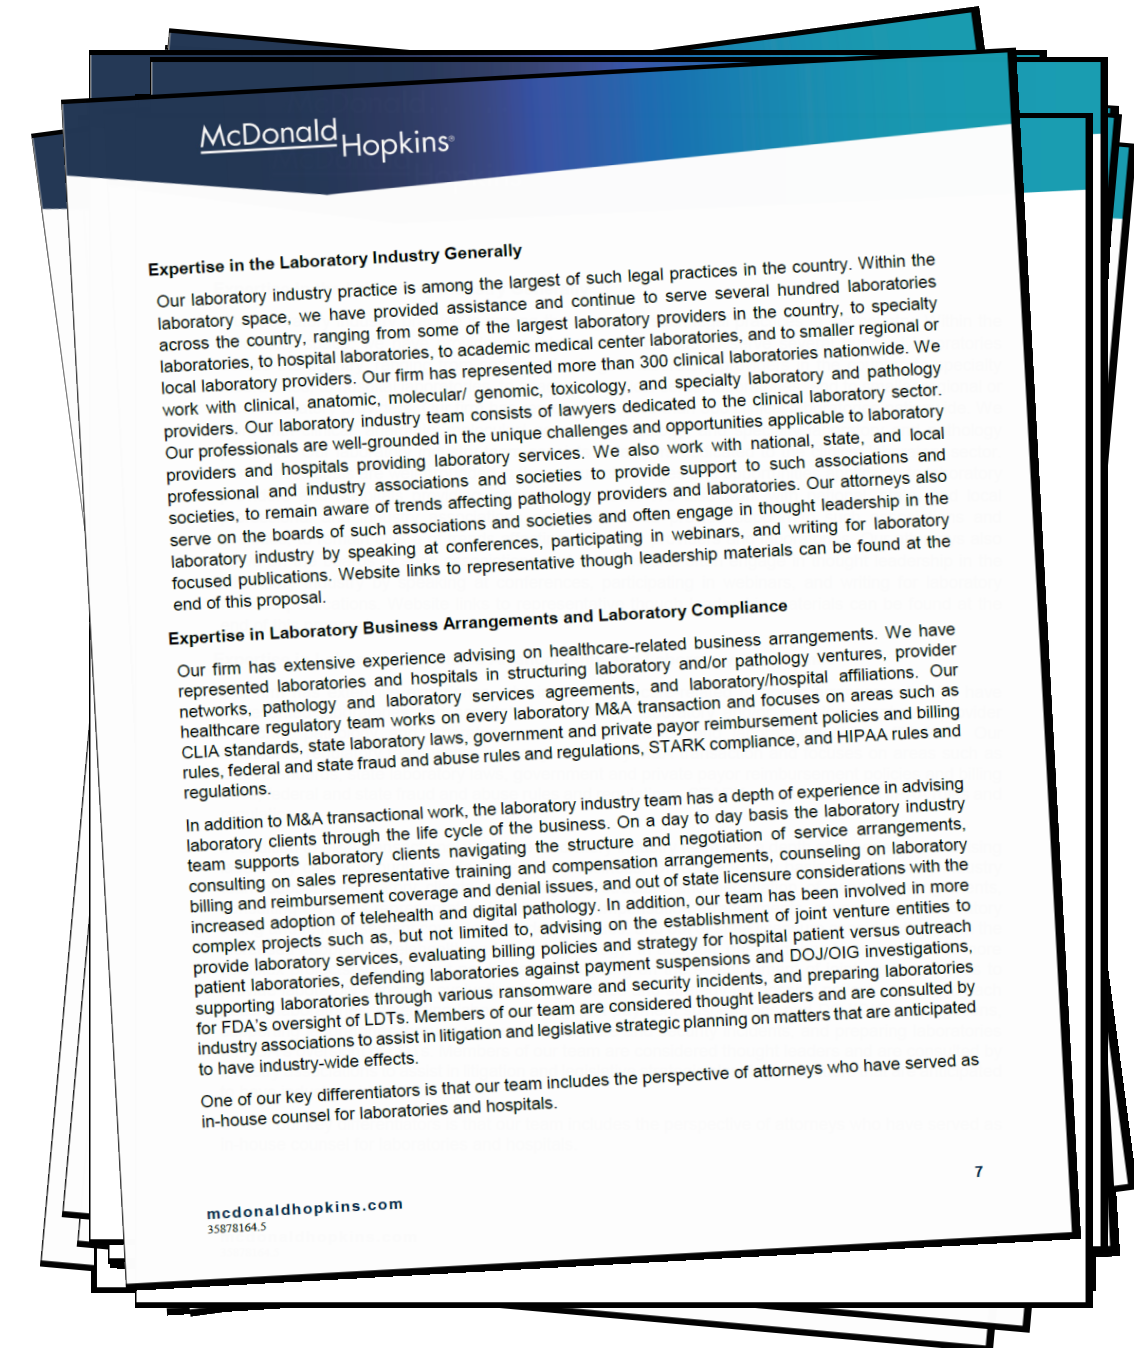 McDonald
Hopkins®
Expertise in the Laboratory Industry Generally
Our laboratory industry practice is among the largest of such legal practices in the country. Within the
laboratory space, we have provided assistance and continue to serve several hundred laboratories
across the country, ranging from some of the largest laboratory providers in the country, to specialty
laboratories, to hospital laboratories, to academic medical center laboratories, and to smaller regional or
local laboratory providers. Our firm has represented more than 300 clinical laboratories nationwide. We
work with clinical, anatomic, molecular/ genomic, toxicology, and specialty laboratory and pathology
providers. Our laboratory industry team consists of lawyers dedicated to the clinical laboratory sector.
Our professionals are well-grounded in the unique challenges and opportunities applicable to laboratory
providers and hospitals providing laboratory services. We also work with national, state, and local
professional and industry associations and societies to provide support to such associations and
societies, to remain aware of trends affecting pathology providers and laboratories. Our attorneys also
serve on the boards of such associations and societies and often engage in thought leadership in the
laboratory industry by speaking at conferences, participating in webinars, and writing for laboratory
focused publications. Website links to representative though leadership materials can be found at the
end of this proposal.
Expertise in Laboratory Business Arrangements and Laboratory Compliance
Our firm has extensive experience advising on healthcare-related business arrangements. We have
represented laboratories and hospitals in structuring laboratory and/or pathology ventures, provider
networks, pathology and laboratory services agreements, and laboratory/hospital affiliations. Our
healthcare regulatory team works on every laboratory M&A transaction and focuses on areas such as
CLIA standards, state laboratory laws, government and private payor reimbursement policies and billing
rules, federal and state fraud and abuse rules and regulations, STARK compliance, and HIPAA rules and
regulations.
In addition to M&A transactional work, the laboratory industry team has a depth of experience in advising
laboratory clients through the life cycle of the business. On a day to day basis the laboratory industry
team supports laboratory clients navigating the structure and negotiation of service arrangements,
consulting on sales representative training and compensation arrangements, counseling on laboratory
billing and reimbursement coverage and denial issues, and out of state licensure considerations with the
increased adoption of telehealth and digital pathology. In addition, our team has been involved in more
complex projects such as, but not limited to, advising on the establishment of joint venture entities to
provide laboratory services, evaluating billing policies and strategy for hospital patient versus outreach
patient laboratories, defending laboratories against payment suspensions and DOJ/OIG investigations,
supporting laboratories through various ransomware and security incidents, and preparing laboratories
for FDA's oversight of LDTs. Members of our team are considered thought leaders and are consulted by
industry associations to assist in litigation and legislative strategic planning on matters that are anticipated
to have industry-wide effects.
One of our key differentiators is that our team includes the perspective of attorneys who have served as
in-house counsel for laboratories and hospitals.
7
mcdonaldhopkins.com
35878164.5